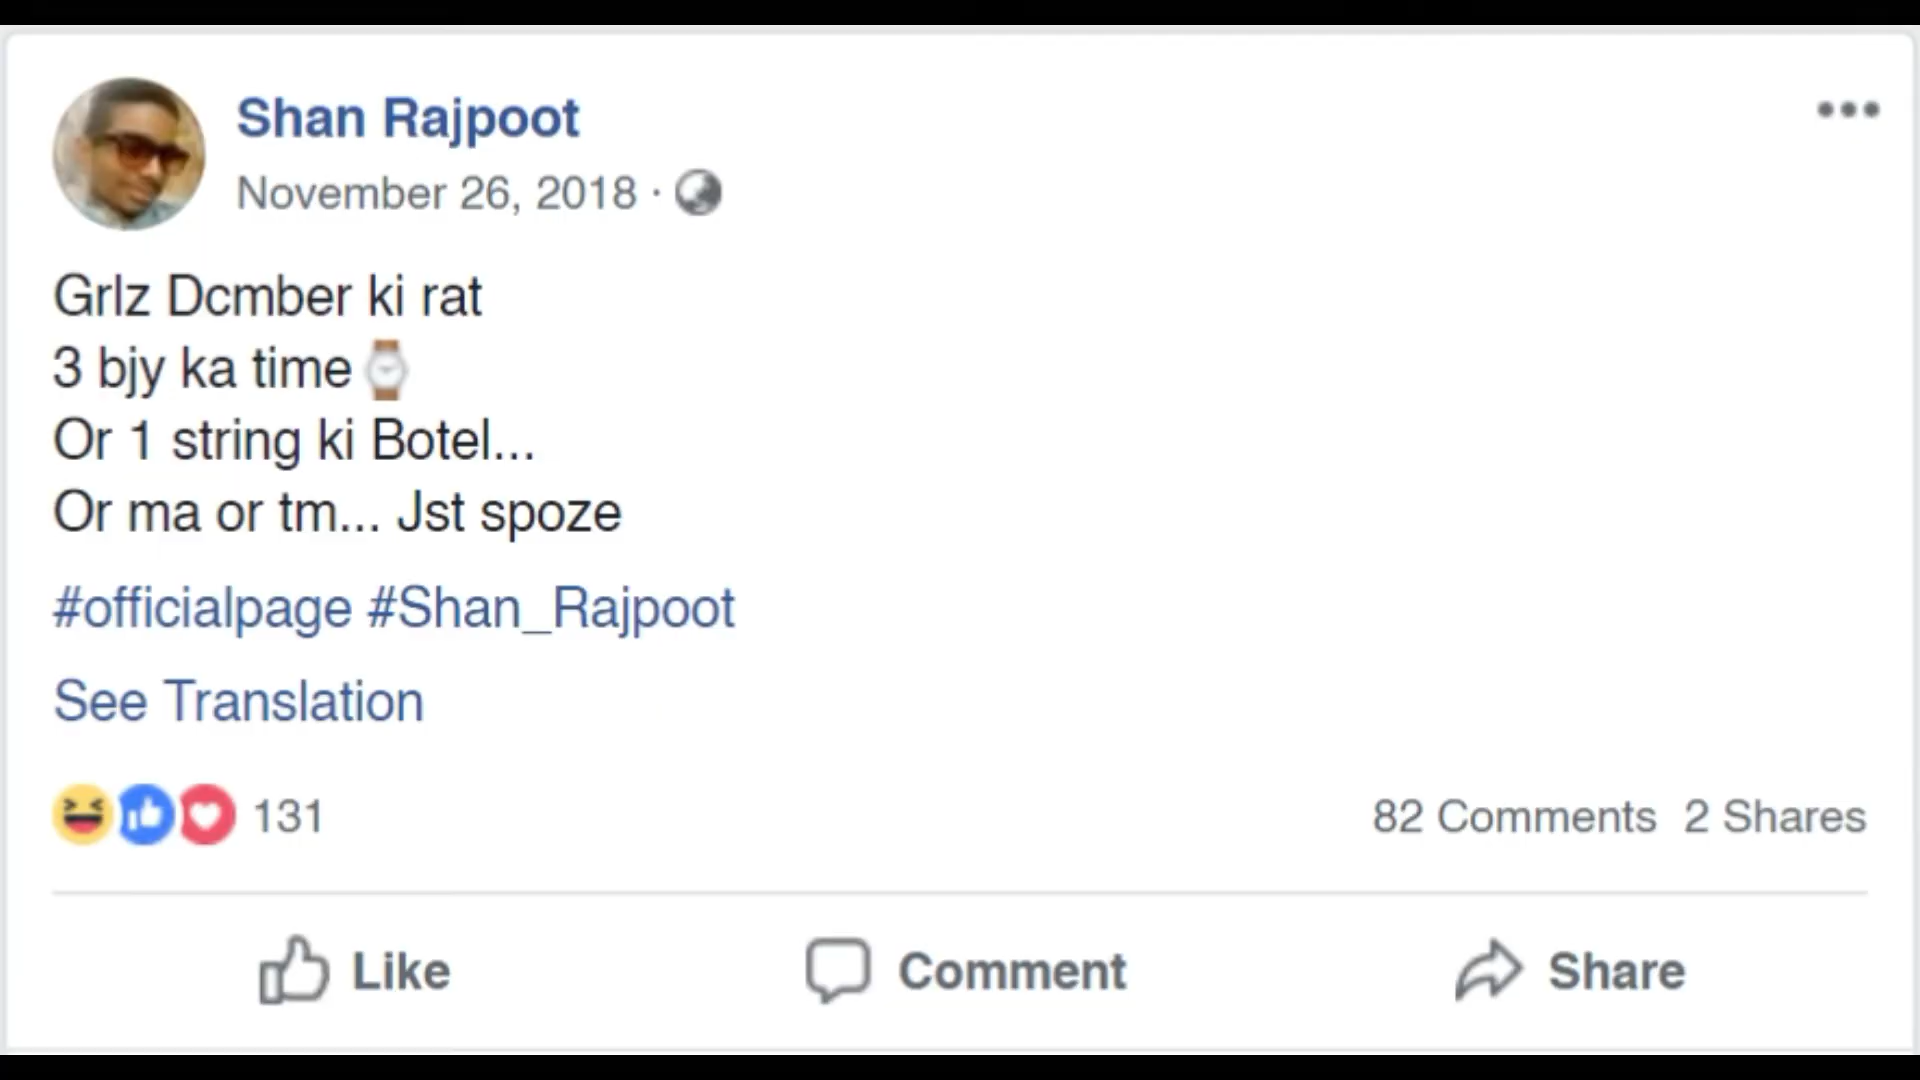 Shan Rajpoot
November 26, 2018 ·
Grlz Dcmber ki rat
3 bjy ka time⌚
Or 1 string ki Botel...
Or ma or tm... Jst spoze
#officialpage #Shan_Rajpoot
See Translation
131
82 Comments 2 Shares
Like Comment Share